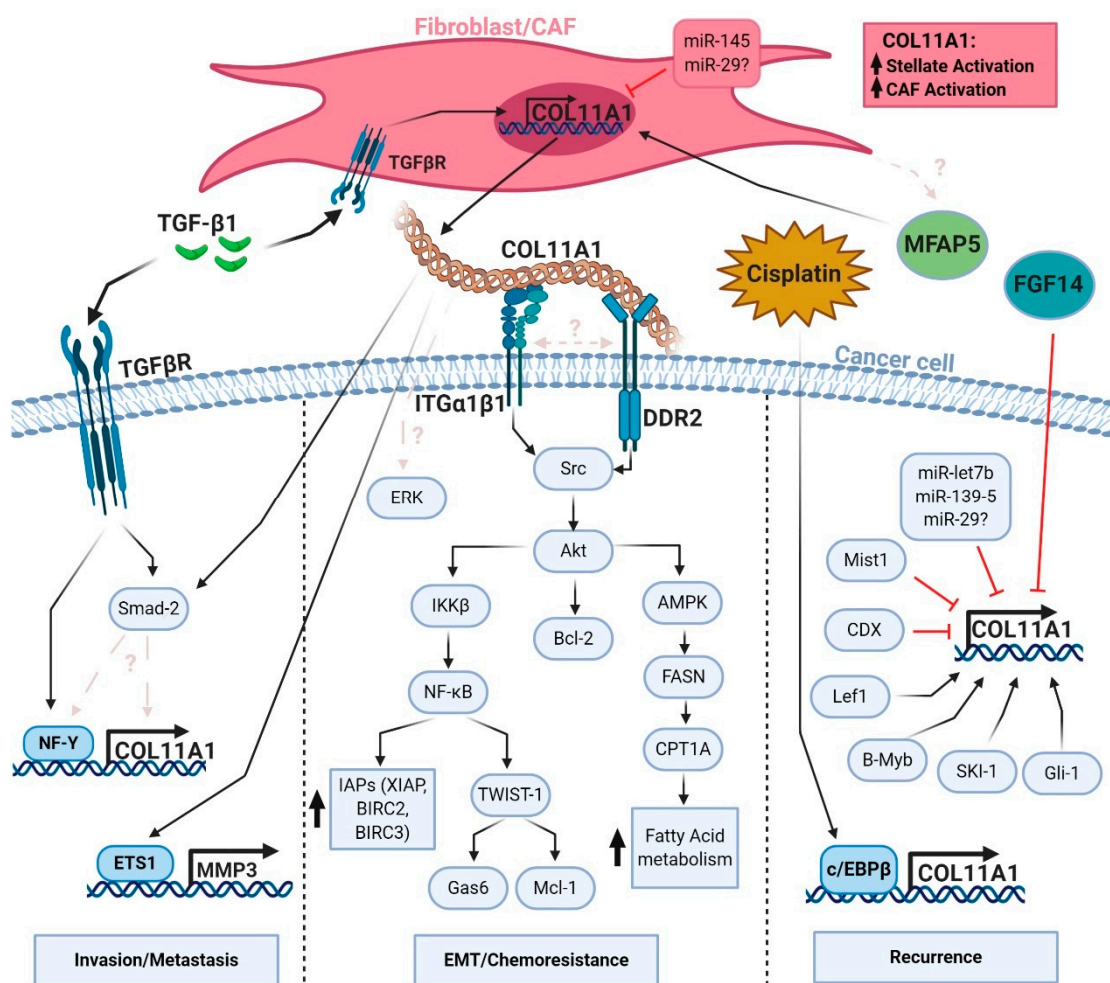 Fibroblast/CAF
miR-145
miR-29?
COL11A1:
Stellate Activation
CAF Activation
COL11A1
TGFβR
?
TGF-β1
COL11A1
MFAP5
Cisplatin
FGF14
?
TGFβR
Cancer cell
ITGα1β1
DDR2
?
Src
ERK
miR-let7b
miR-139-5
miR-29?
Akt
Mist1
Smad-2
IKKβ
AMPK
Bcl-2
CDX
COL11A1
?
NF-κB
FASN
Lef1
NF-Y
COL11A1
CPT1A
B-Myb
SKI-1
Gli-1
IAPs (XIAP,
BIRC2,
BIRC3)
TWIST-1
Fatty Acid
metabolism
ETS1
MMP3
Gas6
Mcl-1
c/EBPβ
COL11A1
Invasion/Metastasis
EMT/Chemoresistance
Recurrence